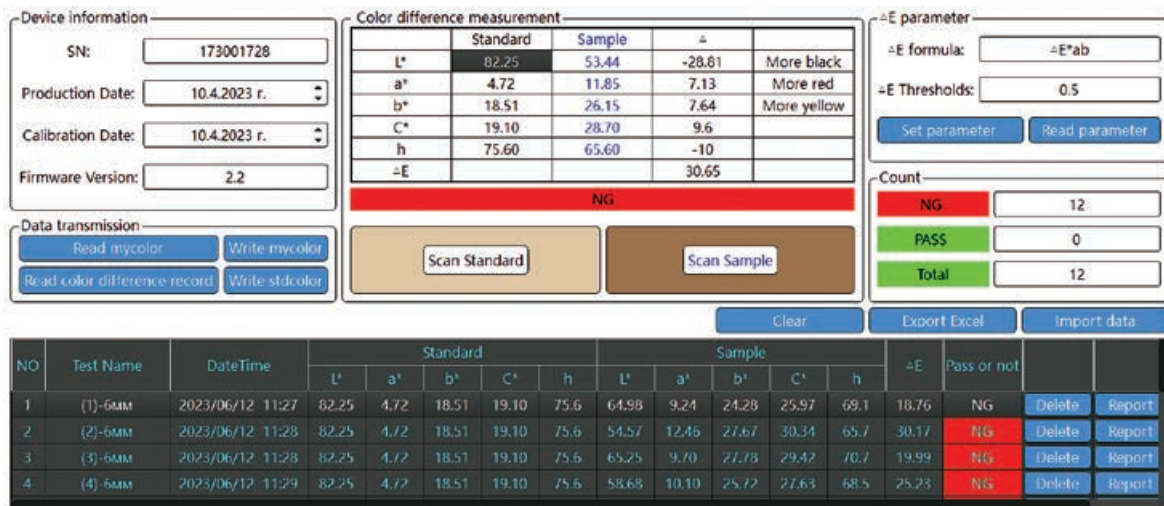 Device information
SN: 173001728
Production Date: 10.4.2023 г.
Calibration Date: 10.4.2023 г.
Firmware Version: 2.2
Data transmission
Read mycolor Write mycolor
Read color difference record Write stdcolor
Color difference measurement
Standard Sample △
L* 82.25 53.44 -28.81 More black
a* 4.72 11.85 7.13 More red
b* 18.51 26.15 7.64 More yellow
C* 19.10 28.70 9.6
h 75.60 65.60 -10
△E 30.65
NG
Scan Standard Scan Sample
△E parameter
△E formula: △E*ab
△E Thresholds: 0.5
Set parameter Read parameter
Count
NG 12
PASS 0
Total 12
Clear Export Excel Import data
NO Test Name DateTime Standard Sample △E Pass or not
L* a* b* C* h L* a* b* C* h
1 (1)-6мм 2023/06/12 11:27 82.25 4.72 18.51 19.10 75.6 64.98 9.24 24.28 25.97 69.1 18.76 NG Delete Report
2 (2)-6мм 2023/06/12 11:28 82.25 4.72 18.51 19.10 75.6 54.57 12.46 27.67 30.34 65.7 30.17 NG Delete Report
3 (3)-6мм 2023/06/12 11:28 82.25 4.72 18.51 19.10 75.6 65.25 9.70 27.78 29.42 70.7 19.99 NG Delete Report
4 (4)-6мм 2023/06/12 11:29 82.25 4.72 18.51 19.10 75.6 58.68 10.10 25.72 27.63 68.5 25.23 NG Delete Report